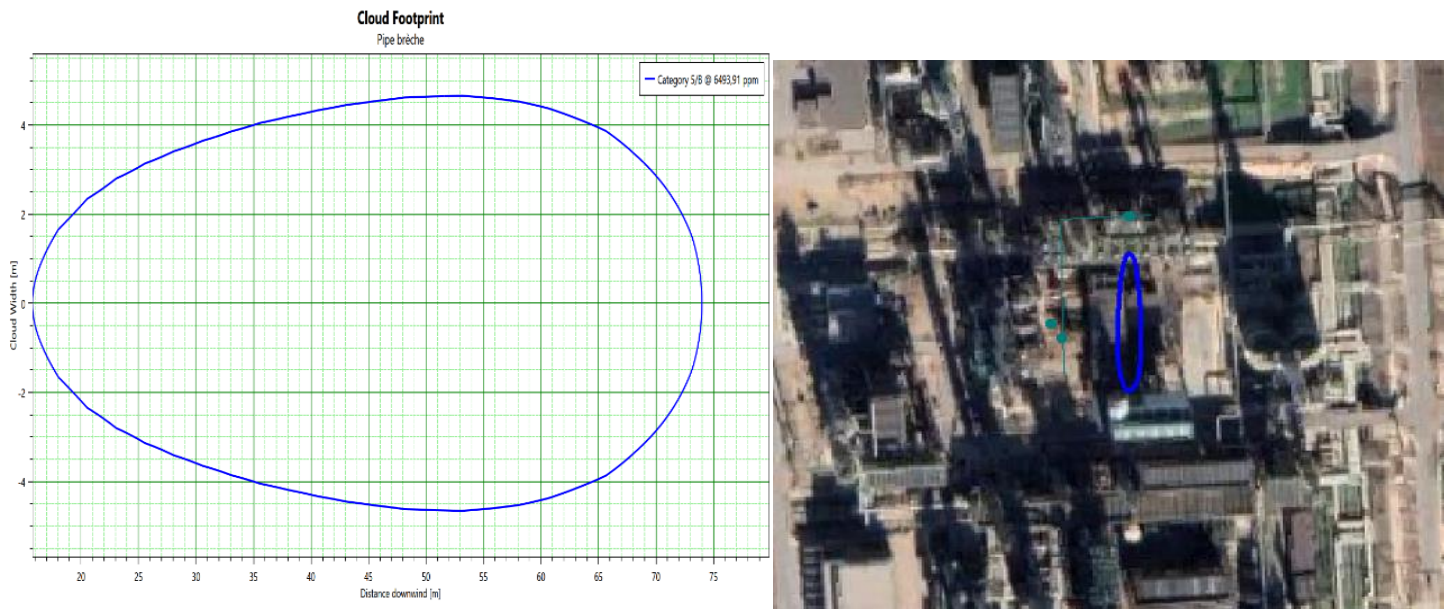 Cloud Footprint
Pipe brèche
Category 5/B @ 6493,91 ppm
Cloud Width [m]
4
2
0
-2
-4
20 25 30 35 40 45 50 55 60 65 70 75
Distance downwind [m]